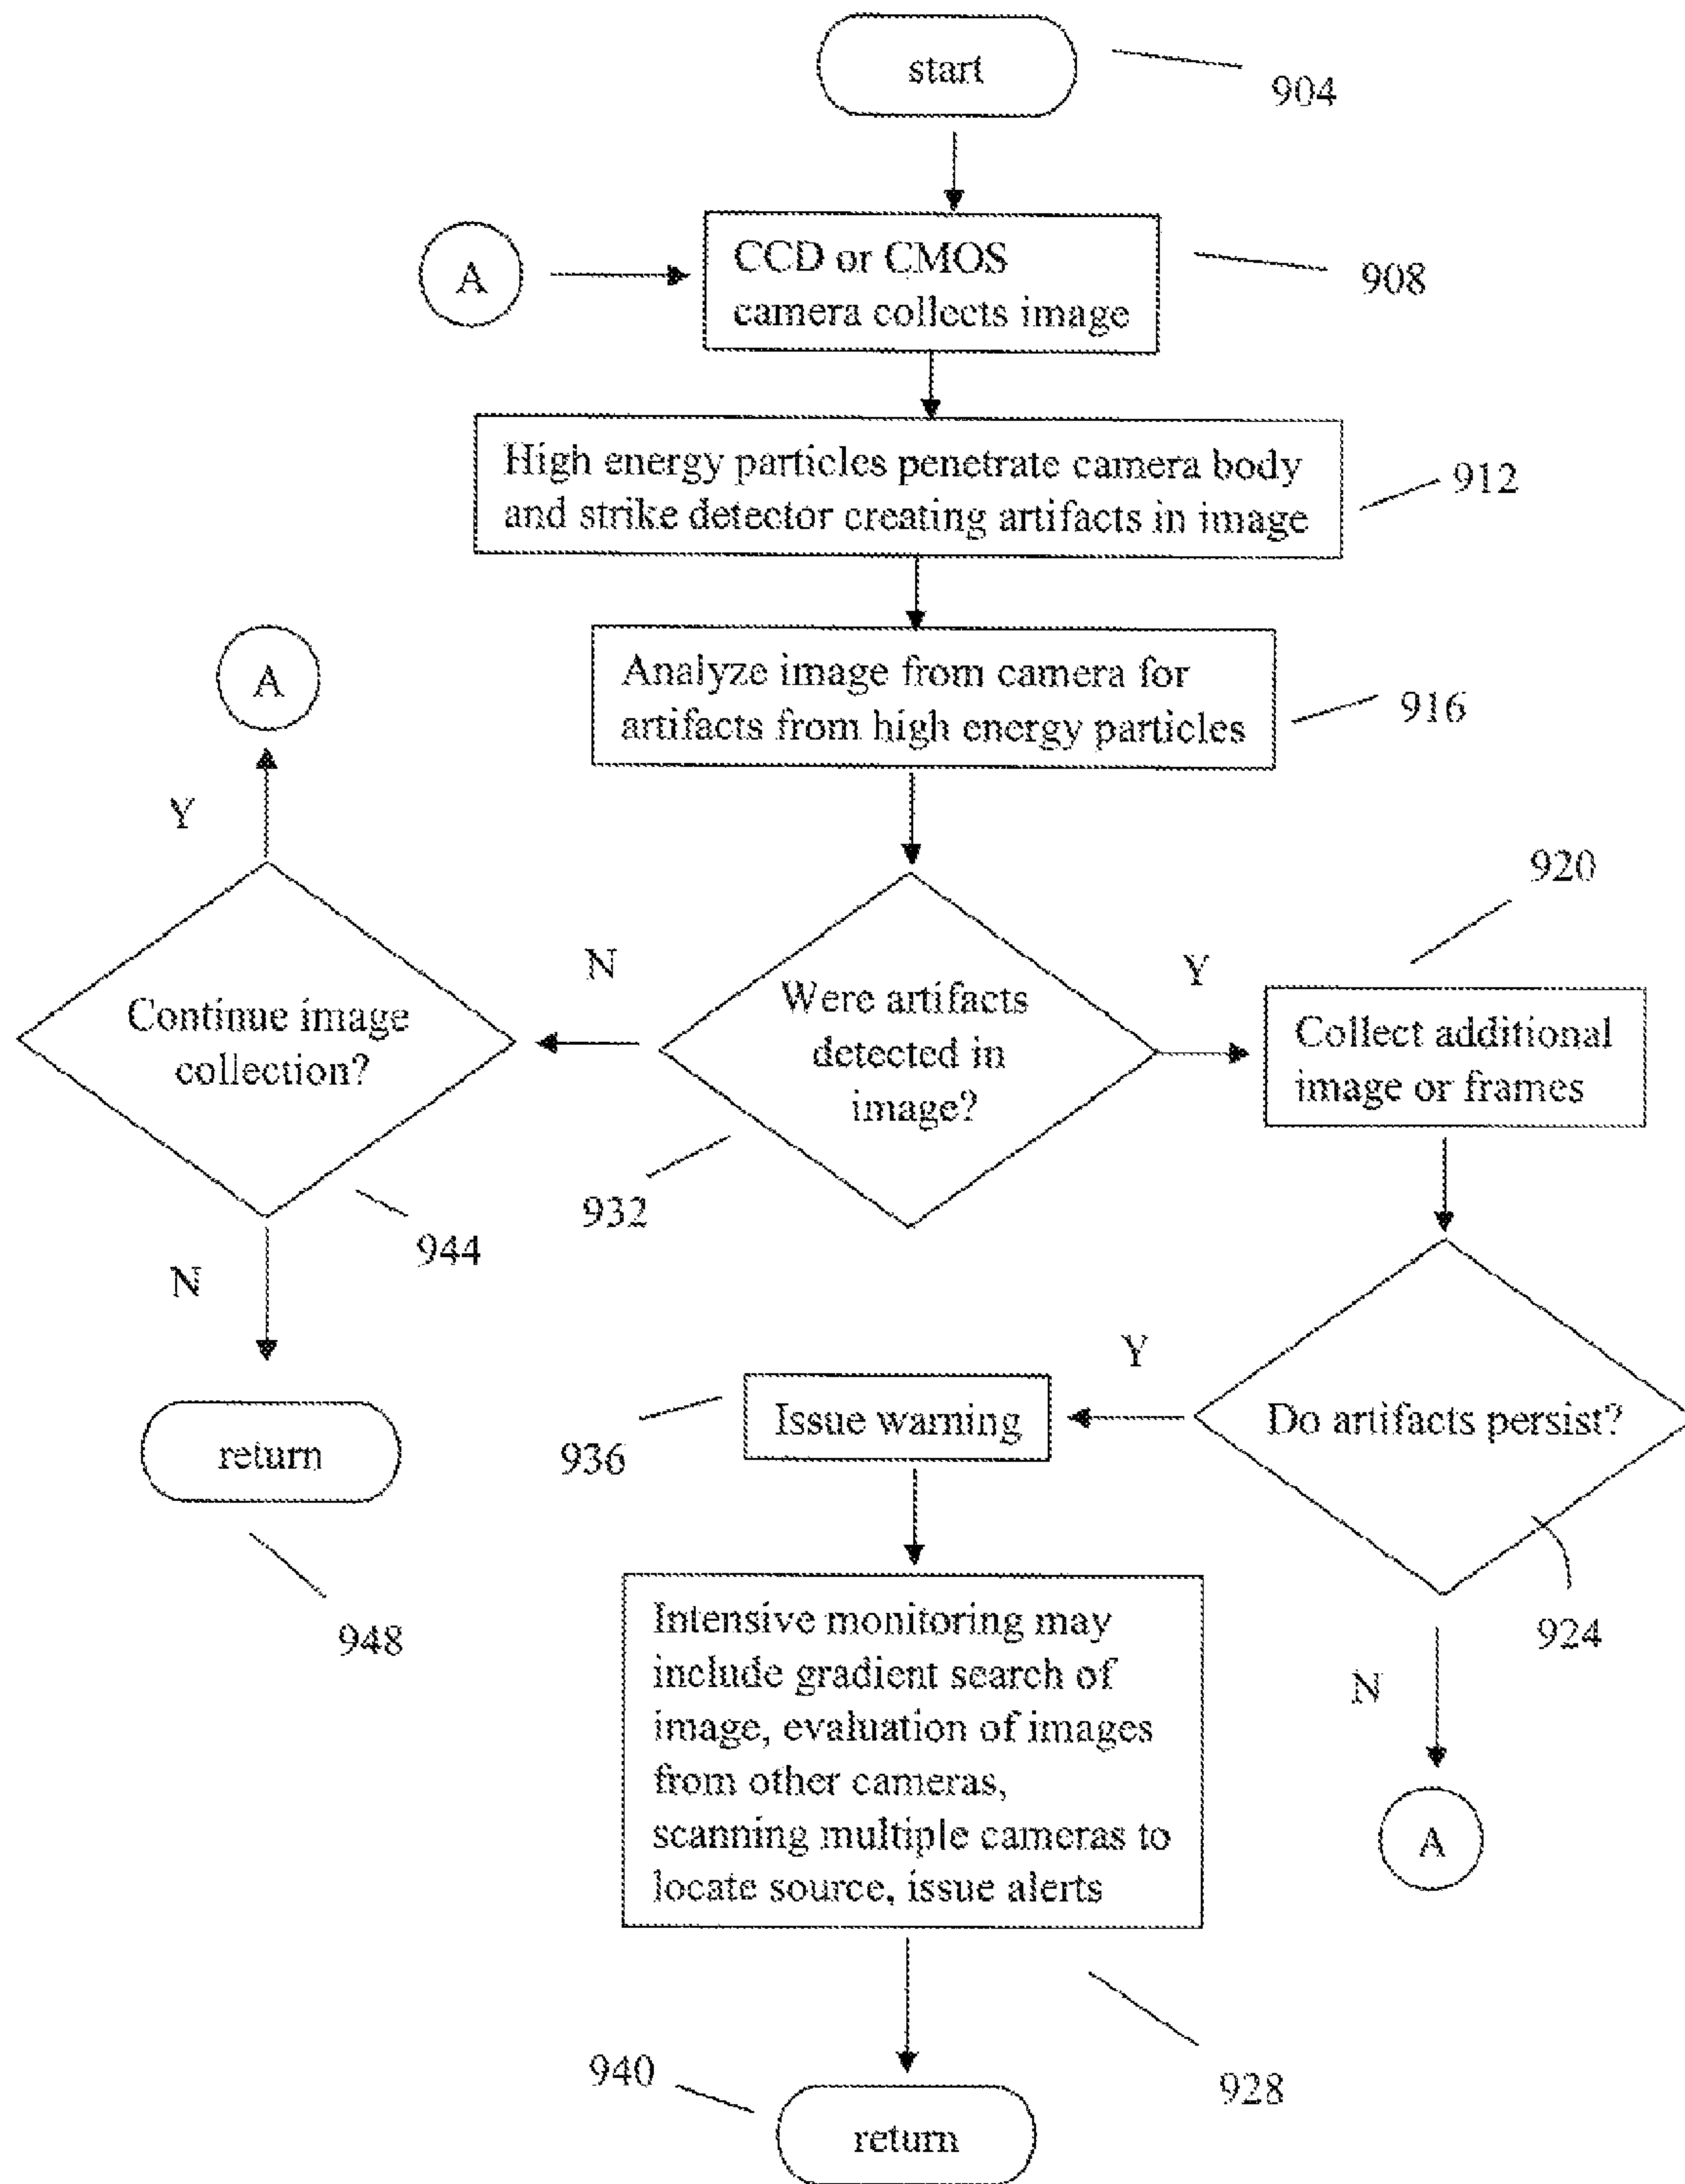 start
904
A
CCD or CMOS
camera collects image
908
High energy particles penetrate camera body
and strike detector creating artifacts in image
912
Analyze image from camera for
artifacts from high energy particles
916
A
Y
Continue image
collection?
944
N
return
948
N
Were artifacts
detected in
image?
932
Y
920
Collect additional
image or frames
Do artifacts persist?
924
Y
Issue warning
936
N
A
Intensive monitoring may
include gradient search of
image, evaluation of images
from other cameras,
scanning multiple cameras to
locate source, issue alerts
928
940
return